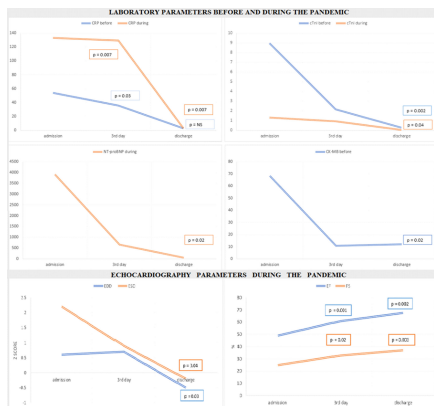 LABORATORY PARAMETERS BEFORE AND DURING THE PANDEMIC
CRP before CRP during
140
120
100
80
60
40
20
0
p = 0.007
p = 0.03
p = 0.007
p = NS
admission 3rd day discharge
cTnI before cTnI during
10
9
8
7
6
5
4
3
2
1
0
p = 0.002
p = 0.04
admission 3rd day discharge
NT-proBNP during
4500
4000
3500
3000
2500
2000
1500
1000
500
0
p = 0.02
admission 3rd day discharge
CK-MB before
80
70
60
50
40
30
20
10
0
p = 0.02
admission 3rd day discharge
ECHOCARDIOGRAPHY PARAMETERS DURING THE PANDEMIC
EDD ESD
Z SCORE
2.5
2
1.5
1
0.5
0
-0.5
-1
admission 3rd day discharge
p = 0.03
EF FS
%
80
70
60
50
40
30
20
10
0
p = 0.001
p = 0.002
p = 0.02
p = 0.001
admission 3rd day discharge